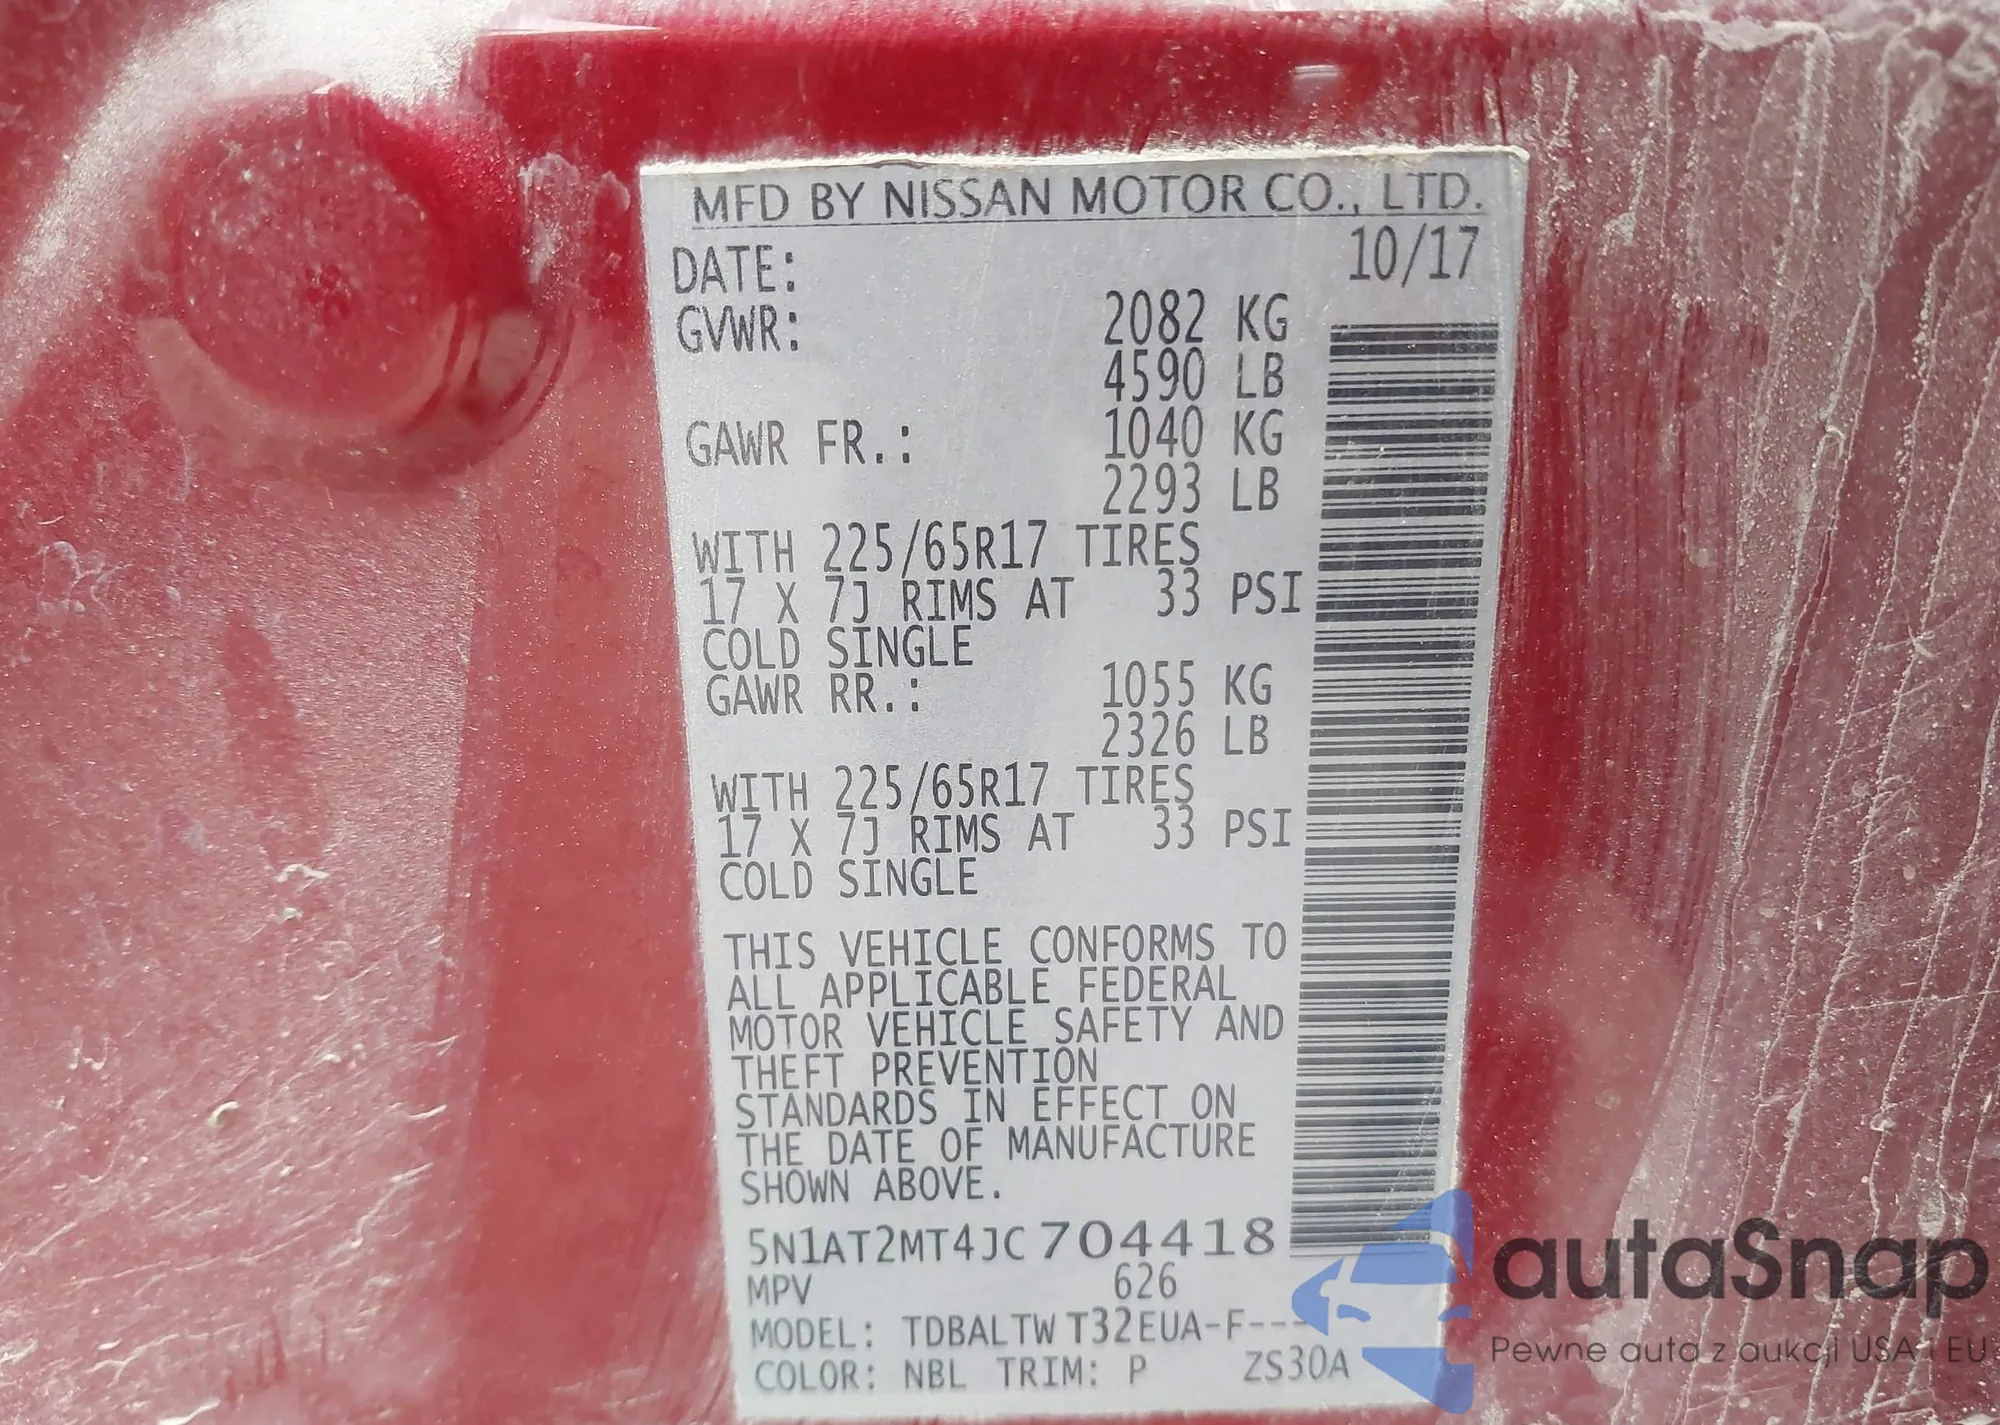 MFD BY NISSAN MOTOR CO., LTD.
DATE: 10/17
GVWR: 2082 KG
4590 LB
GAWR FR.: 1040 KG
2293 LB
WITH 225/65R17 TIRES
17 X 7J RIMS AT 33 PSI
COLD SINGLE
GAWR RR.: 1055 KG
2326 LB
WITH 225/65R17 TIRES
17 X 7J RIMS AT 33 PSI
COLD SINGLE
THIS VEHICLE CONFORMS TO
ALL APPLICABLE FEDERAL
MOTOR VEHICLE SAFETY AND
THEFT PREVENTION
STANDARDS IN EFFECT ON
THE DATE OF MANUFACTURE
SHOWN ABOVE.
5N1AT2MT4JC704418
MPV 626
MODEL: TDBALTW T32EUA-F---
COLOR: NBL TRIM: P ZS30A
autaSnap
Pewne auta z aukcji USA i EU